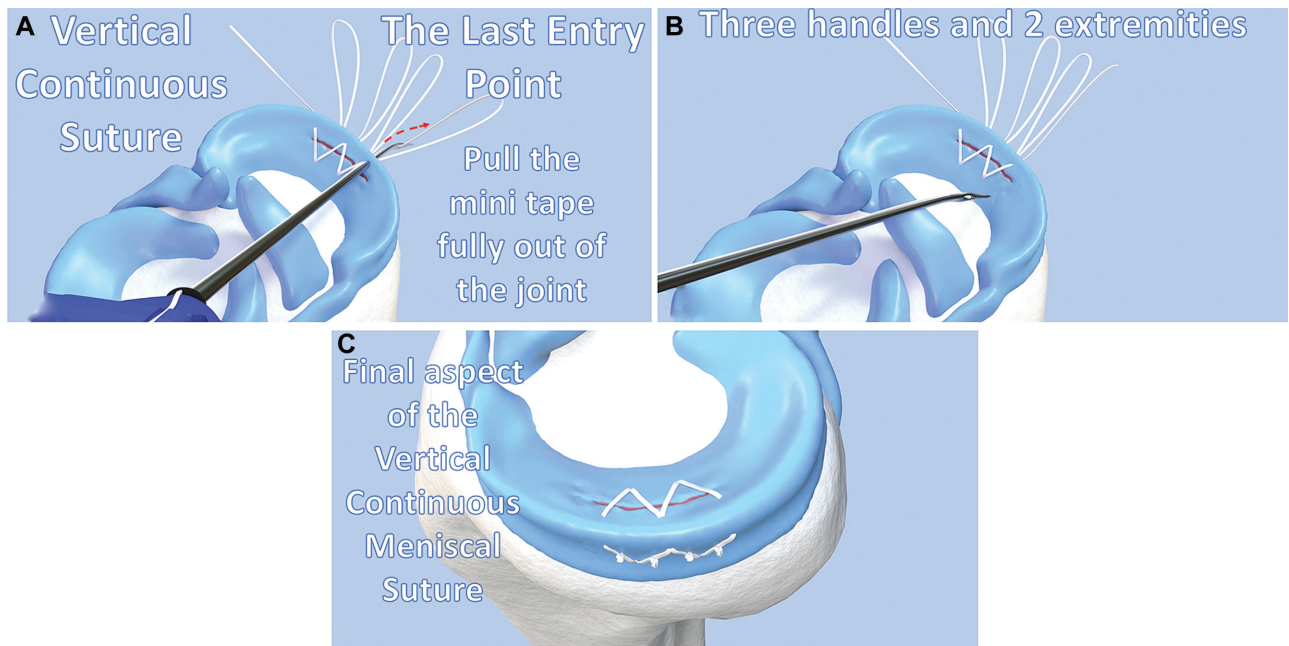 A
Vertical
Continuous
Suture
The Last Entry
Point
Pull the
mini tape
fully out of
the joint
B
Three handles and 2 extremities
C
Final aspect
of the
Vertical
Continuous
Meniscal
Suture